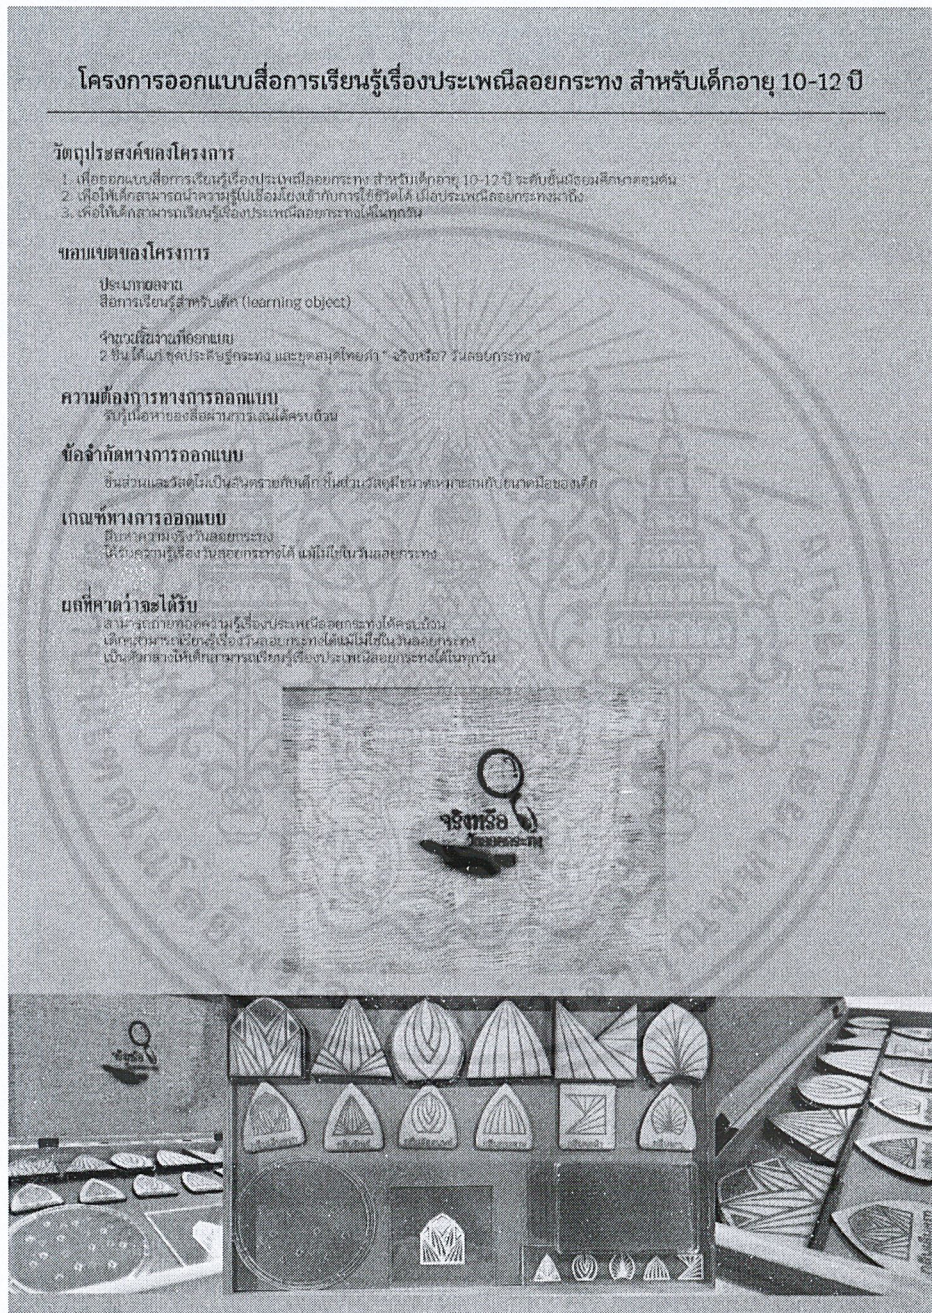 โครงการออกแบบสื่อการเรียนรู้เรื่องประเพณีลอยกระทง สำหรับเด็กอายุ 10-12 ปี
วัตถุประสงค์ของโครงการ
1. เพื่อออกแบบสื่อการเรียนรู้เรื่องประเพณีลอยกระทง สำหรับเด็กอายุ 10-12 ปี ระดับชั้นมัธยมศึกษาตอนต้น
2. เพื่อให้เด็กสามารถนำความรู้ไปเชื่อมโยงเข้ากับการใช้ชีวิตได้ เมื่อประเพณีลอยกระทงมาถึง
3. เพื่อให้เด็กสามารถเรียนรู้เรื่องประเพณีลอยกระทงได้ในทุกวัน
ขอบเขตของโครงการ
ประเภทผลงาน
สื่อการเรียนรู้สำหรับเด็ก (learning object)
จำนวนชิ้นงานที่ออกแบบ
2 ชิ้น ได้แก่ ชุดประดิษฐ์กระทง และชุดสมุดไทยดำ " จริงหรือ? วันลอยกระทง "
ความต้องการทางการออกแบบ
รับรู้เนื้อหาของสื่อผ่านการเล่นได้ครบถ้วน
ข้อจำกัดทางการออกแบบ
ชิ้นส่วนและวัสดุไม่เป็นอันตรายกับเด็ก ชิ้นส่วนวัสดุมีขนาดเหมาะสมกับขนาดมือของเด็ก
เกณฑ์ทางการออกแบบ
สืบหาความจริงวันลอยกระทง
ได้รับความรู้เรื่องวันลอยกระทงได้ แม้ไม่ใช่ในวันลอยกระทง
ผลที่คาดว่าจะได้รับ
สามารถถ่ายทอดความรู้เรื่องประเพณีลอยกระทงได้ครบถ้วน
เด็กๆสามารถเรียนรู้เรื่องวันลอยกระทงได้แม้ไม่ใช่ในวันลอยกระทง
เป็นตัวกลางให้เด็กสามารถเรียนรู้เรื่องประเพณีลอยกระทงได้ในทุกวัน
จริงหรือ
วันลอยกระทง
จริงหรือ